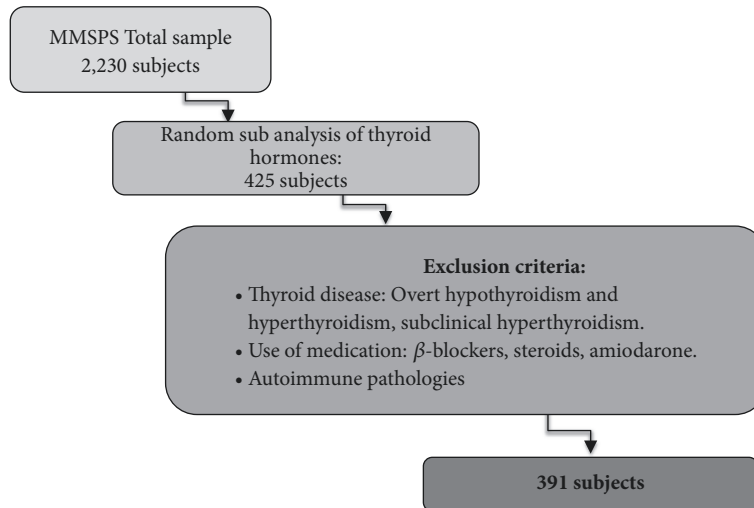 MMSPS Total sample
2,230 subjects
Random sub analysis of thyroid
hormones:
425 subjects
Exclusion criteria:
• Thyroid disease: Overt hypothyroidism and
hyperthyroidism, subclinical hyperthyroidism.
• Use of medication: β-blockers, steroids, amiodarone.
• Autoimmune pathologies
391 subjects